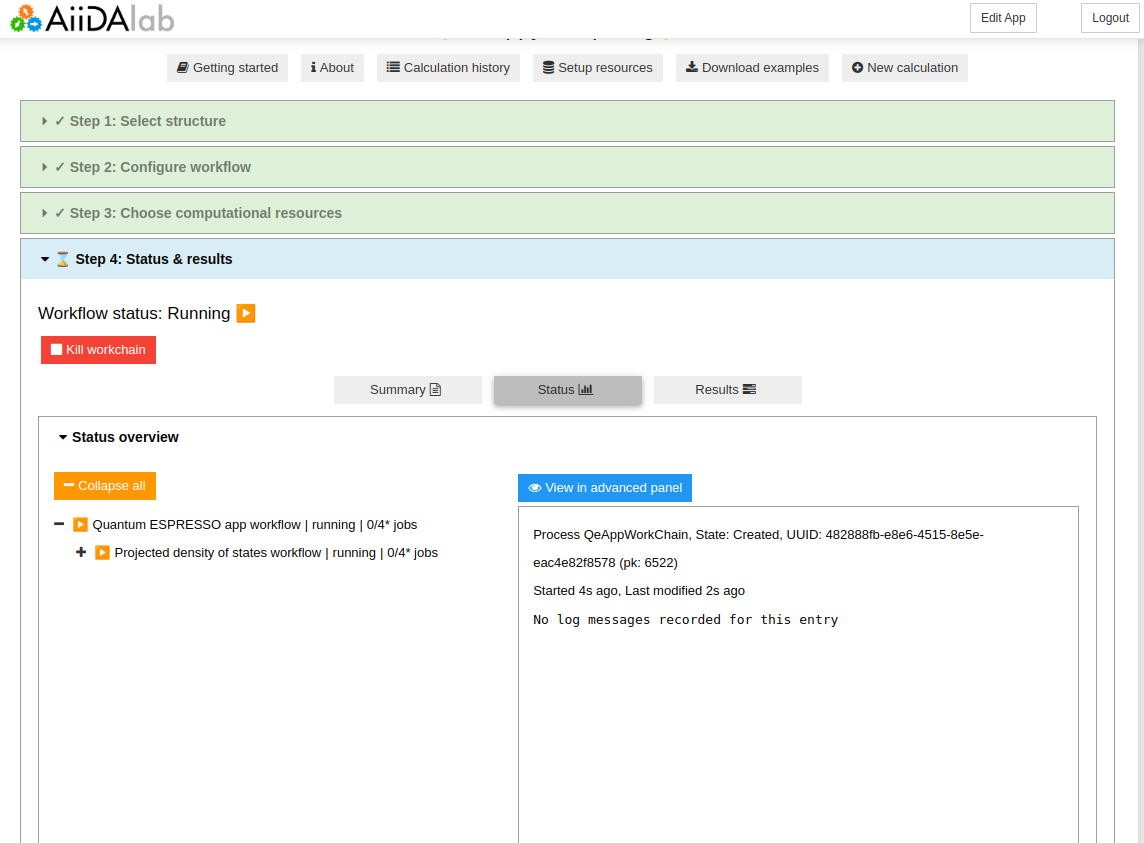 AiiDAlab
Edit App
Logout
Getting started
About
Calculation history
Setup resources
Download examples
New calculation
✓ Step 1: Select structure
✓ Step 2: Configure workflow
✓ Step 3: Choose computational resources
Step 4: Status & results
Workflow status: Running
Kill workchain
Summary
Status
Results
Status overview
Collapse all
View in advanced panel
Quantum ESPRESSO app workflow | running | 0/4* jobs
Projected density of states workflow | running | 0/4* jobs
Process QeAppWorkChain, State: Created, UUID: 482888fb-e8e6-4515-8e5e-
eac4e82f8578 (pk: 6522)
Started 4s ago, Last modified 2s ago
No log messages recorded for this entry